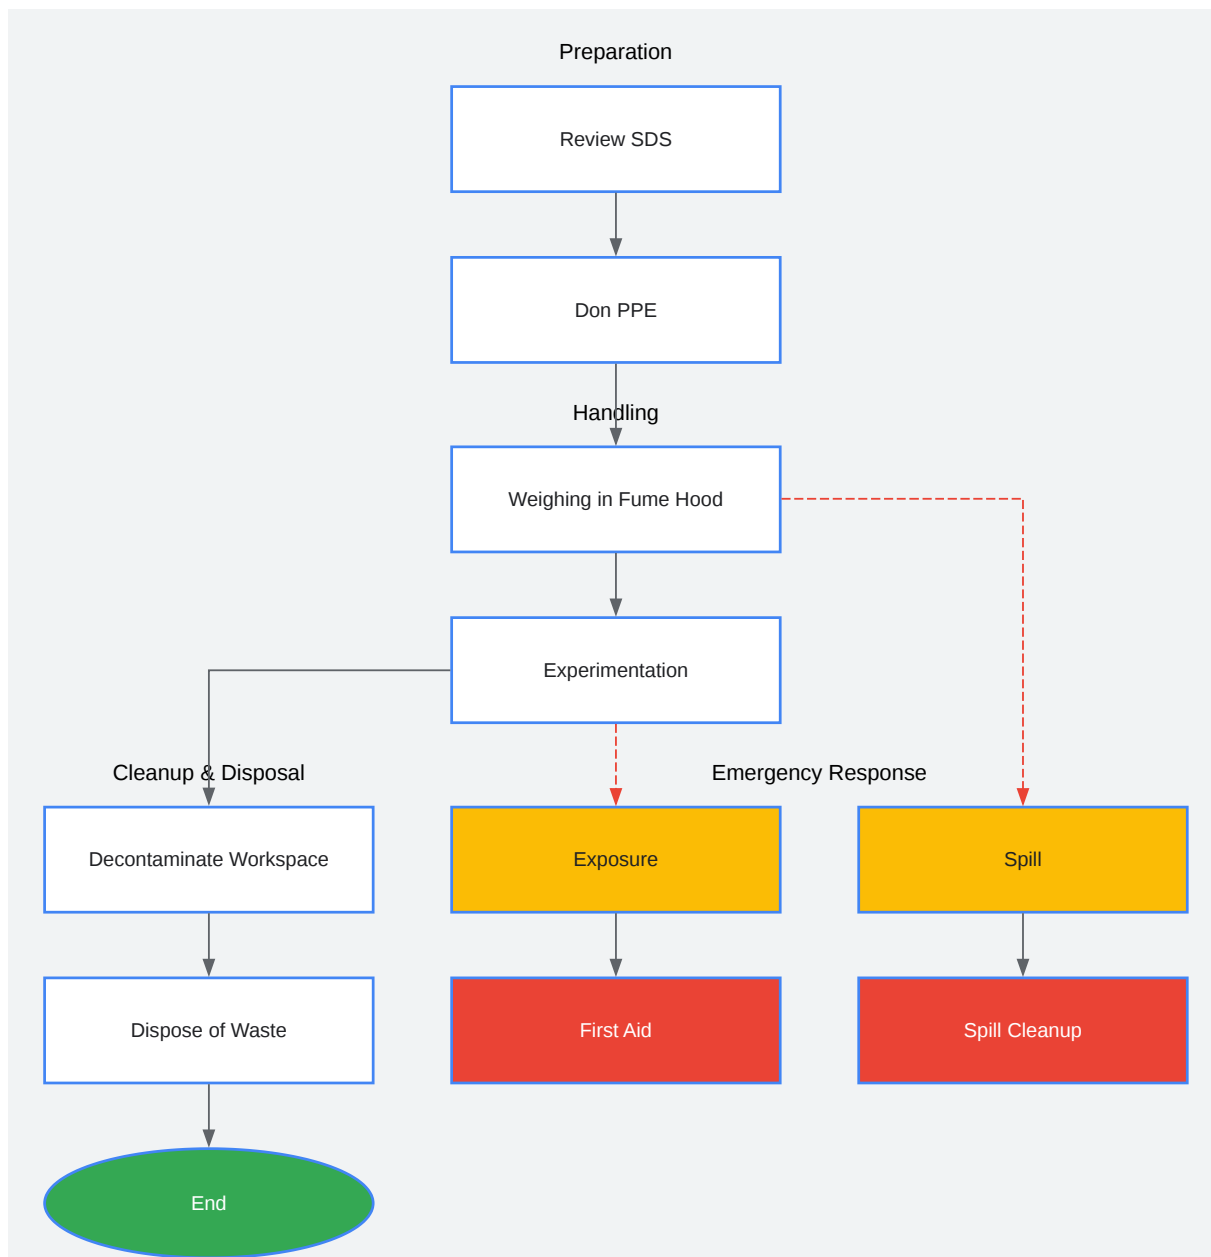 Preparation
Review SDS
Don PPE
Handling
Weighing in Fume Hood
Experimentation
Cleanup & Disposal
Emergency Response
Decontaminate Workspace
Exposure
Spill
Dispose of Waste
First Aid
Spill Cleanup
End